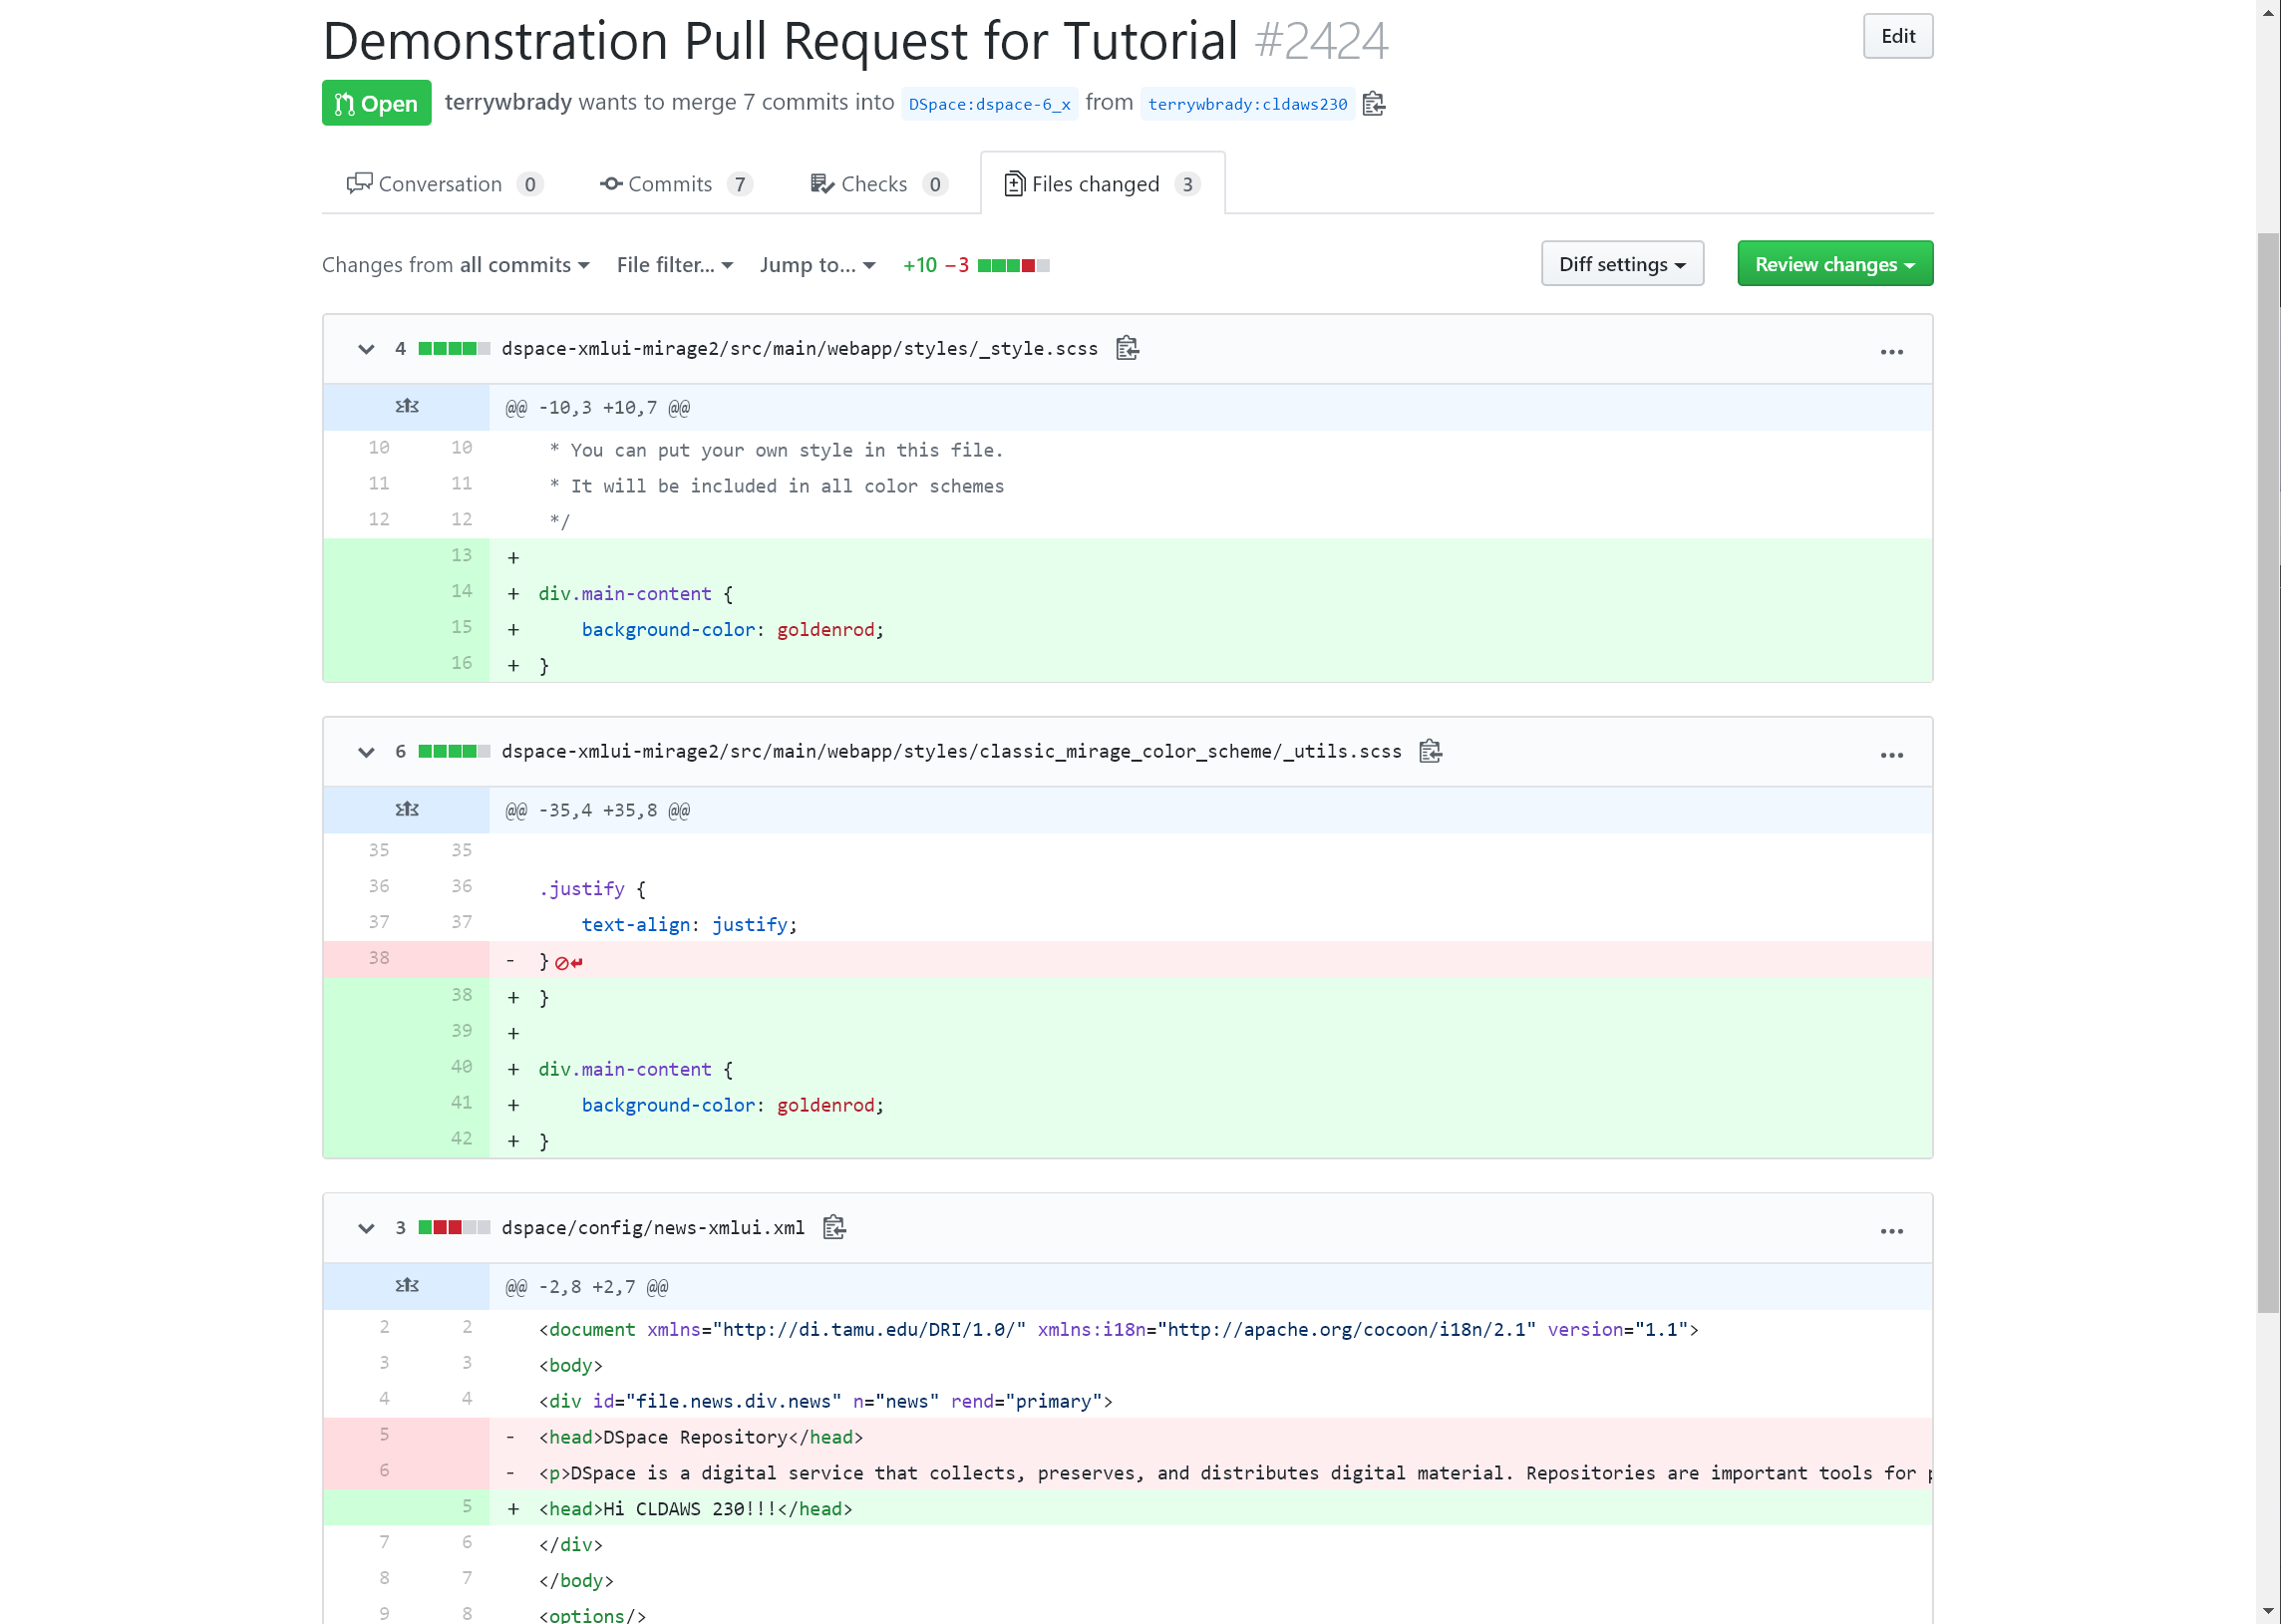 Demonstration Pull Request for Tutorial #2424
Edit
Open terrywbrady wants to merge 7 commits into DSpace:dspace-6_x from terrywbrady:cldaws230
Conversation 0 Commits 7 Checks 0 Files changed 3
Changes from all commits File filter... Jump to... +10 −3 Diff settings Review changes
4 dspace-xmlui-mirage2/src/main/webapp/styles/_style.scss ...
@@ -10,3 +10,7 @@
10 10 * You can put your own style in this file.
11 11 * It will be included in all color schemes
12 12 */
13 +
14 + div.main-content {
15 + background-color: goldenrod;
16 + }
6 dspace-xmlui-mirage2/src/main/webapp/styles/classic_mirage_color_scheme/_utils.scss ...
@@ -35,4 +35,8 @@
35 35
36 36 .justify {
37 37 text-align: justify;
38 - }
38 + }
39 +
40 + div.main-content {
41 + background-color: goldenrod;
42 + }
3 dspace/config/news-xmlui.xml ...
@@ -2,8 +2,7 @@
2 2 <document xmlns="http://di.tamu.edu/DRI/1.0/" xmlns:i18n="http://apache.org/cocoon/i18n/2.1" version="1.1">
3 3 <body>
4 4 <div id="file.news.div.news" n="news" rend="primary">
5 - <head>DSpace Repository</head>
6 - <p>DSpace is a digital service that collects, preserves, and distributes digital material. Repositories are important tools for
5 + <head>Hi CLDAWS 230!!!</head>
7 6 </div>
8 7 </body>
9 8 <options/>